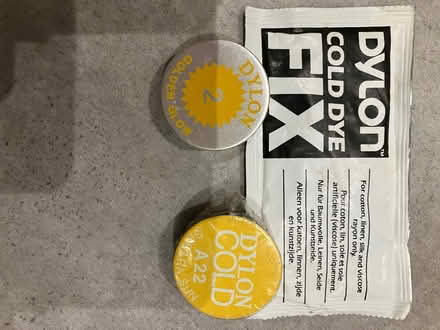 DYLON™
COLD DYE
FIX
For cotton, linen, silk and viscose
rayon only.
Pour coton, lin, soie et soie
artificielle (viscose) uniquement.
Nur für Baumwolle, Leinen, Seide
und Kunstseide.
Alleen voor katoen, linnen, zijde
en kunstzijde.
DYLON
2
GOLDEN
DYLON
COLD
A22